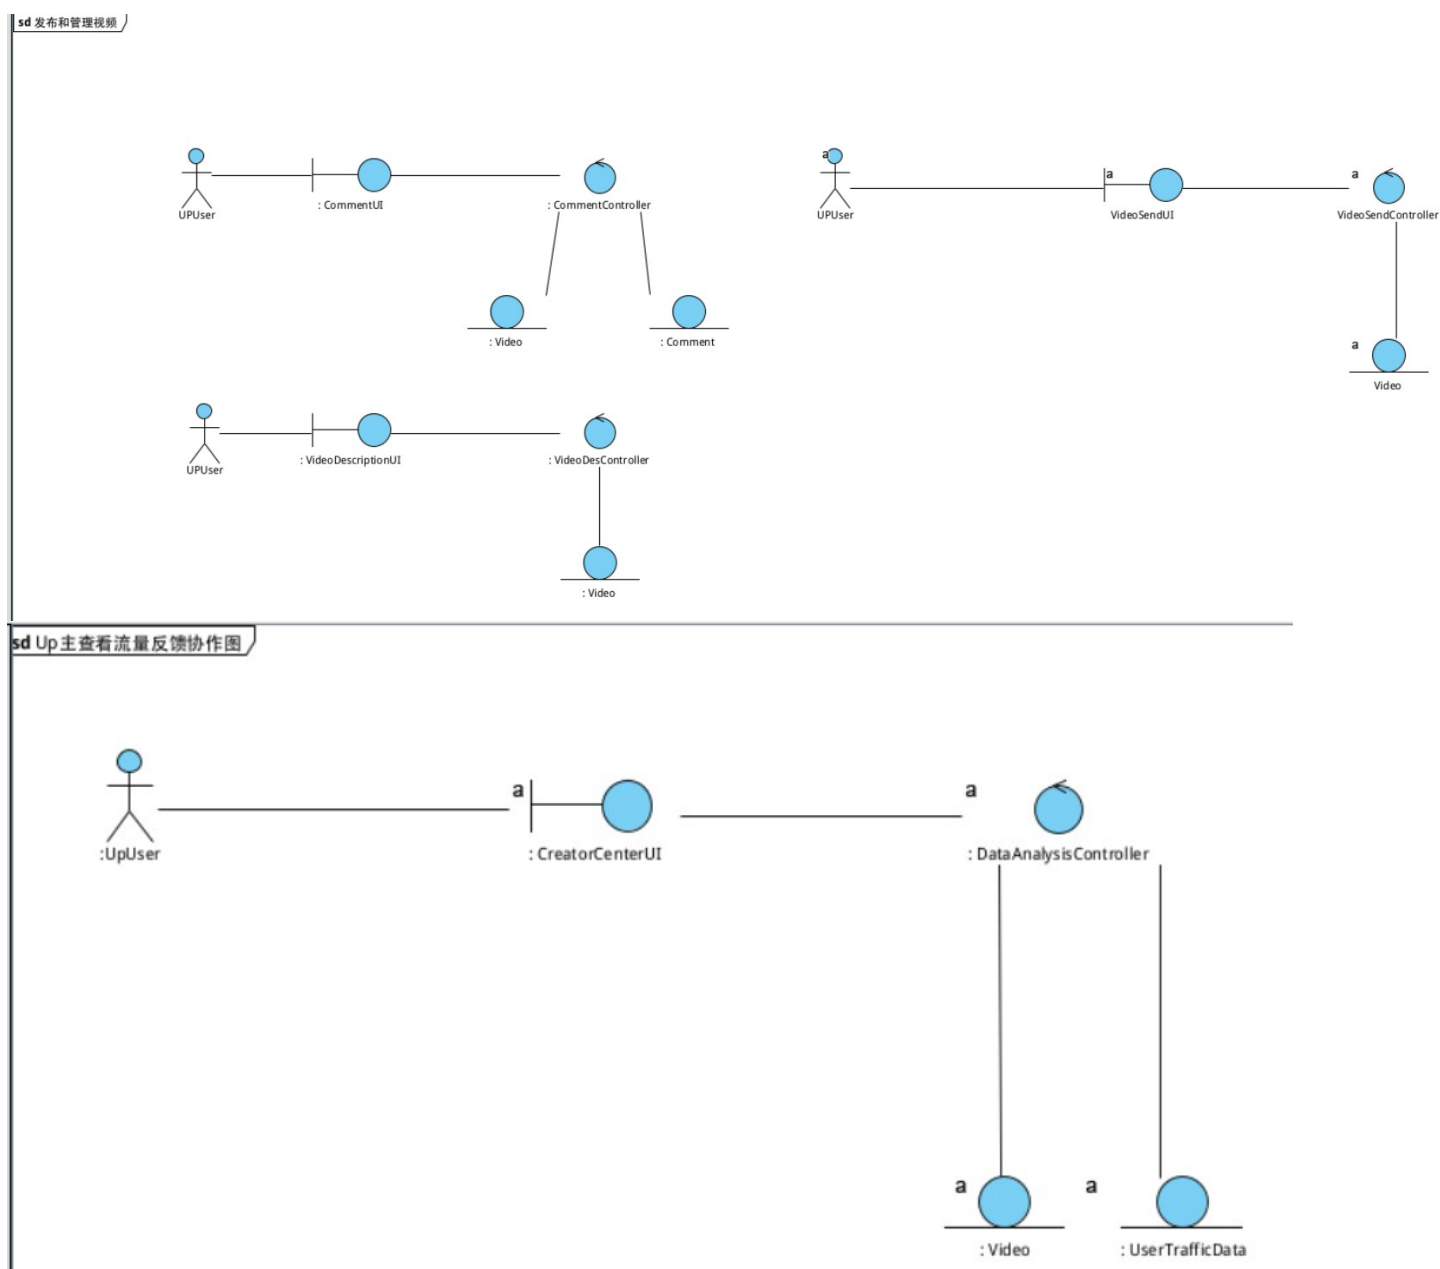 sd 发布和管理视频
a
a
a
UPUser
: CommentUI
: CommentController
UPUser
VideoSendUI
VideoSendController
: Video
: Comment
a
Video
UPUser
: VideoDescriptionUI
: VideoDesController
: Video
sd Up主查看流量反馈协作图
a
a
:UpUser
: CreatorCenterUI
: DataAnalysisController
a
a
: Video
: UserTrafficData